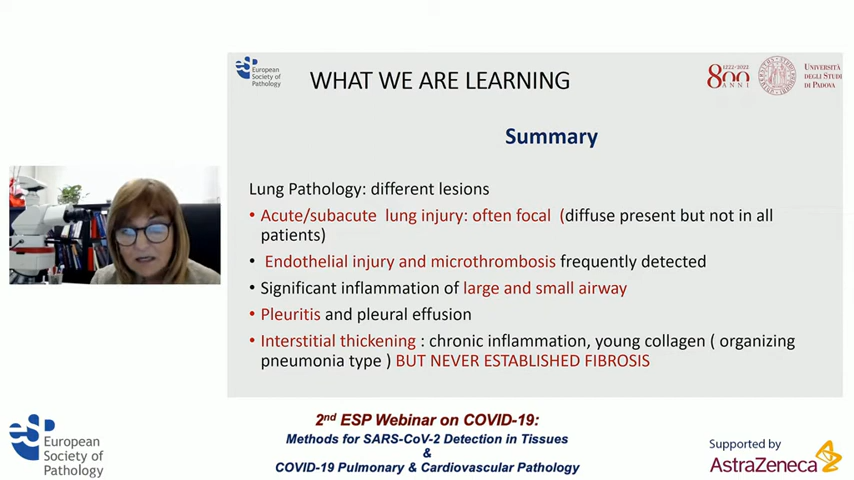 European
Society of
Pathology
WHAT WE ARE LEARNING
1222·2022
800
ANNI
UNIVERSITÀ
DEGLI STUDI
DI PADOVA
Summary
Lung Pathology: different lesions
• Acute/subacute lung injury: often focal (diffuse present but not in all
patients)
• Endothelial injury and microthrombosis frequently detected
• Significant inflammation of large and small airway
• Pleuritis and pleural effusion
• Interstitial thickening : chronic inflammation, young collagen ( organizing
pneumonia type ) BUT NEVER ESTABLISHED FIBROSIS
European
Society of
Pathology
2nd ESP Webinar on COVID-19:
Methods for SARS-CoV-2 Detection in Tissues
&
COVID-19 Pulmonary & Cardiovascular Pathology
Supported by
AstraZeneca